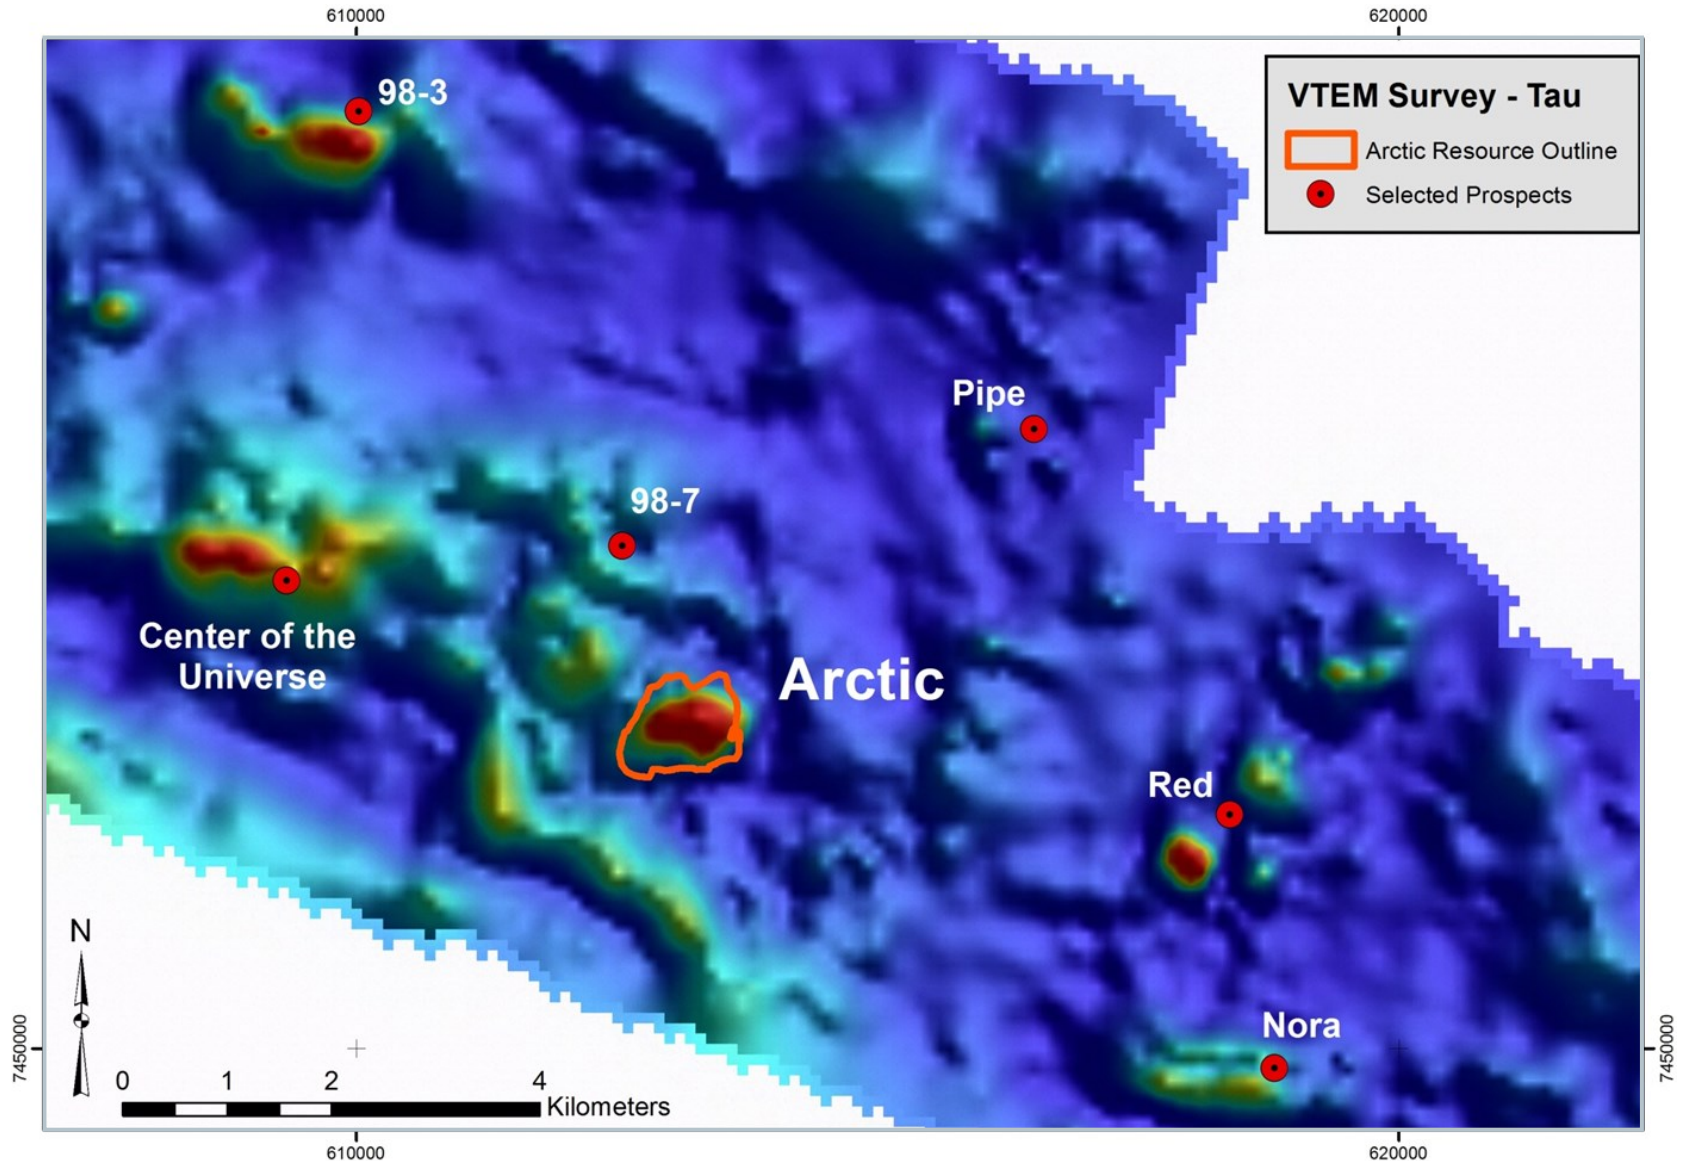 610000 620000
VTEM Survey - Tau
Arctic Resource Outline
Selected Prospects
98-3
Pipe
98-7
Center of the
Universe
Arctic
Red
Nora
N
0 1 2 4
Kilometers
7450000
7450000
610000 620000